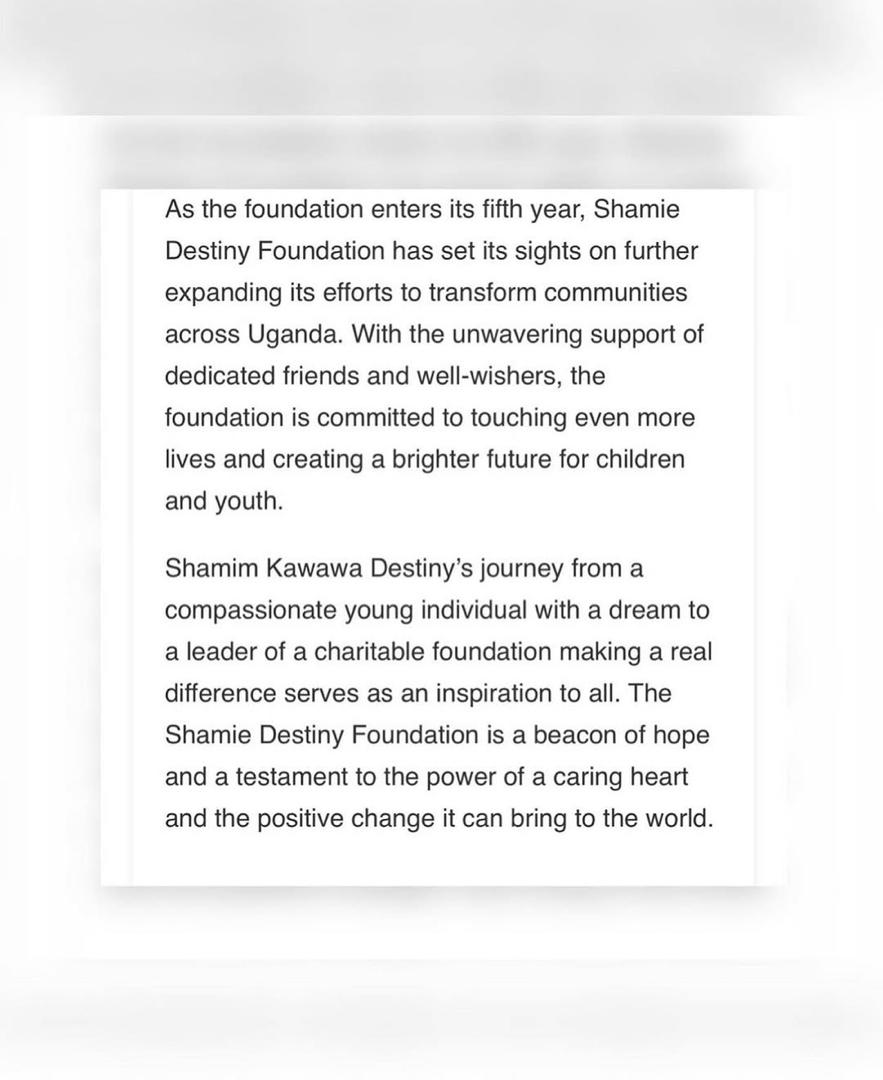 As the foundation enters its fifth year, Shamie
Destiny Foundation has set its sights on further
expanding its efforts to transform communities
across Uganda. With the unwavering support of
dedicated friends and well-wishers, the
foundation is committed to touching even more
lives and creating a brighter future for children
and youth.
Shamim Kawawa Destiny’s journey from a
compassionate young individual with a dream to
a leader of a charitable foundation making a real
difference serves as an inspiration to all. The
Shamie Destiny Foundation is a beacon of hope
and a testament to the power of a caring heart
and the positive change it can bring to the world.